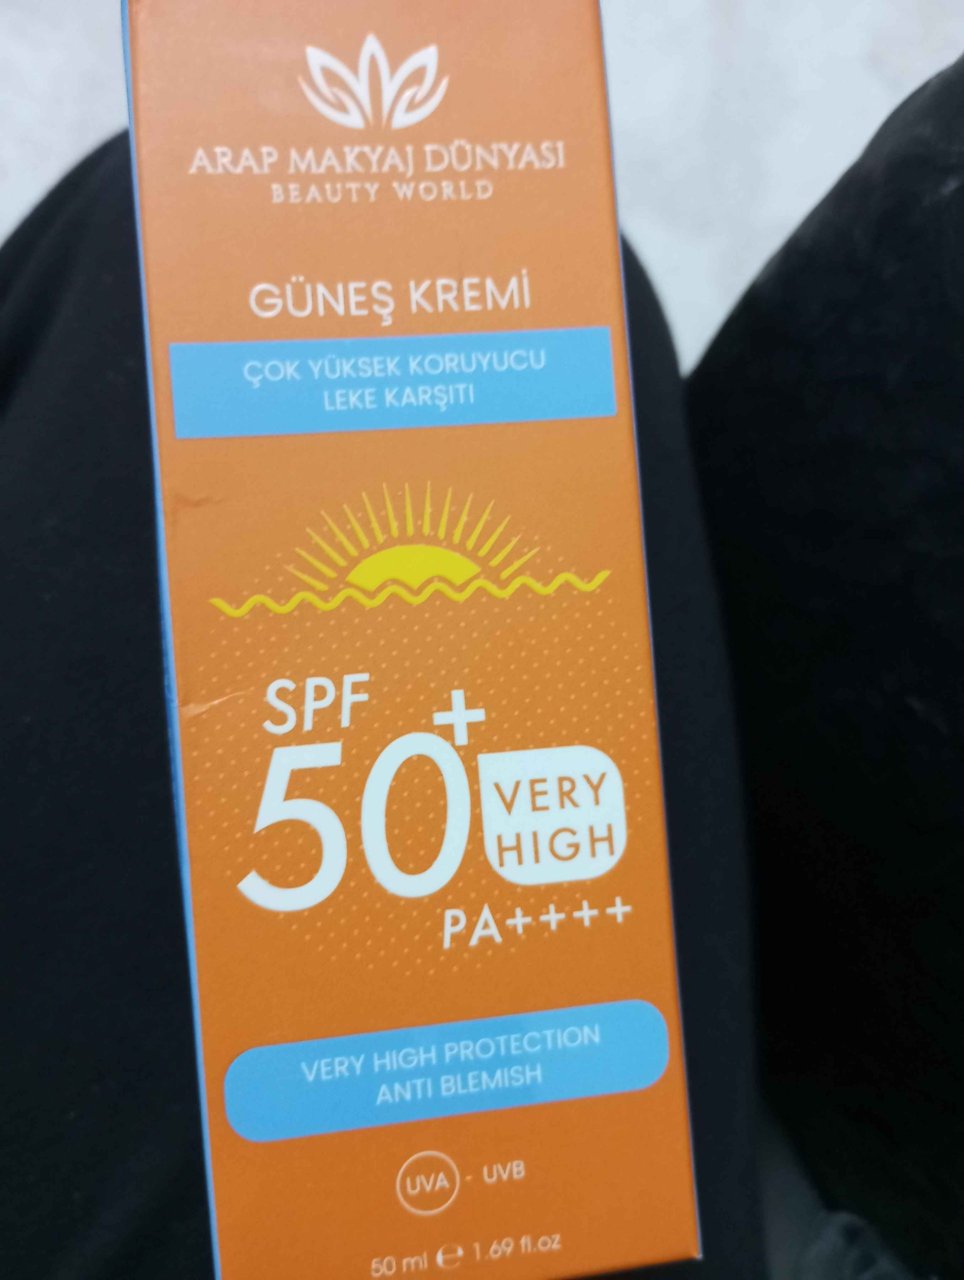 ARAP MAKYAJ DÜNYASI
BEAUTY WORLD
GÜNEŞ KREMİ
ÇOK YÜKSEK KORUYUCU
LEKE KARŞITI
SPF
50+
VERY
HIGH
PA++++
VERY HIGH PROTECTION
ANTI BLEMISH
UVA - UVB
50 ml ℮ 1.69 fl.oz